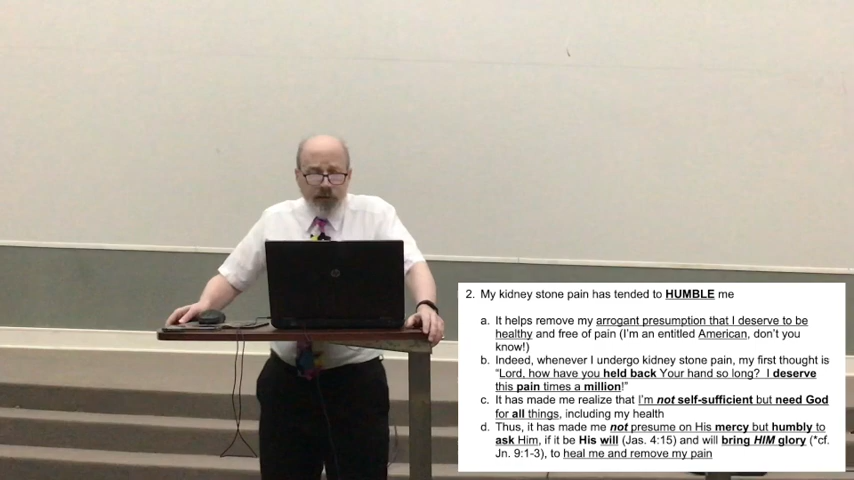 2. My kidney stone pain has tended to HUMBLE me
a. It helps remove my arrogant presumption that I deserve to be
healthy and free of pain (I'm an entitled American, don't you
know!)
b. Indeed, whenever I undergo kidney stone pain, my first thought is
"Lord, how have you held back Your hand so long? I deserve
this pain times a million!"
c. It has made me realize that I'm not self-sufficient but need God
for all things, including my health
d. Thus, it has made me not presume on His mercy but humbly to
ask Him, if it be His will (Jas. 4:15) and will bring HIM glory (*cf.
Jn. 9:1-3), to heal me and remove my pain
hp